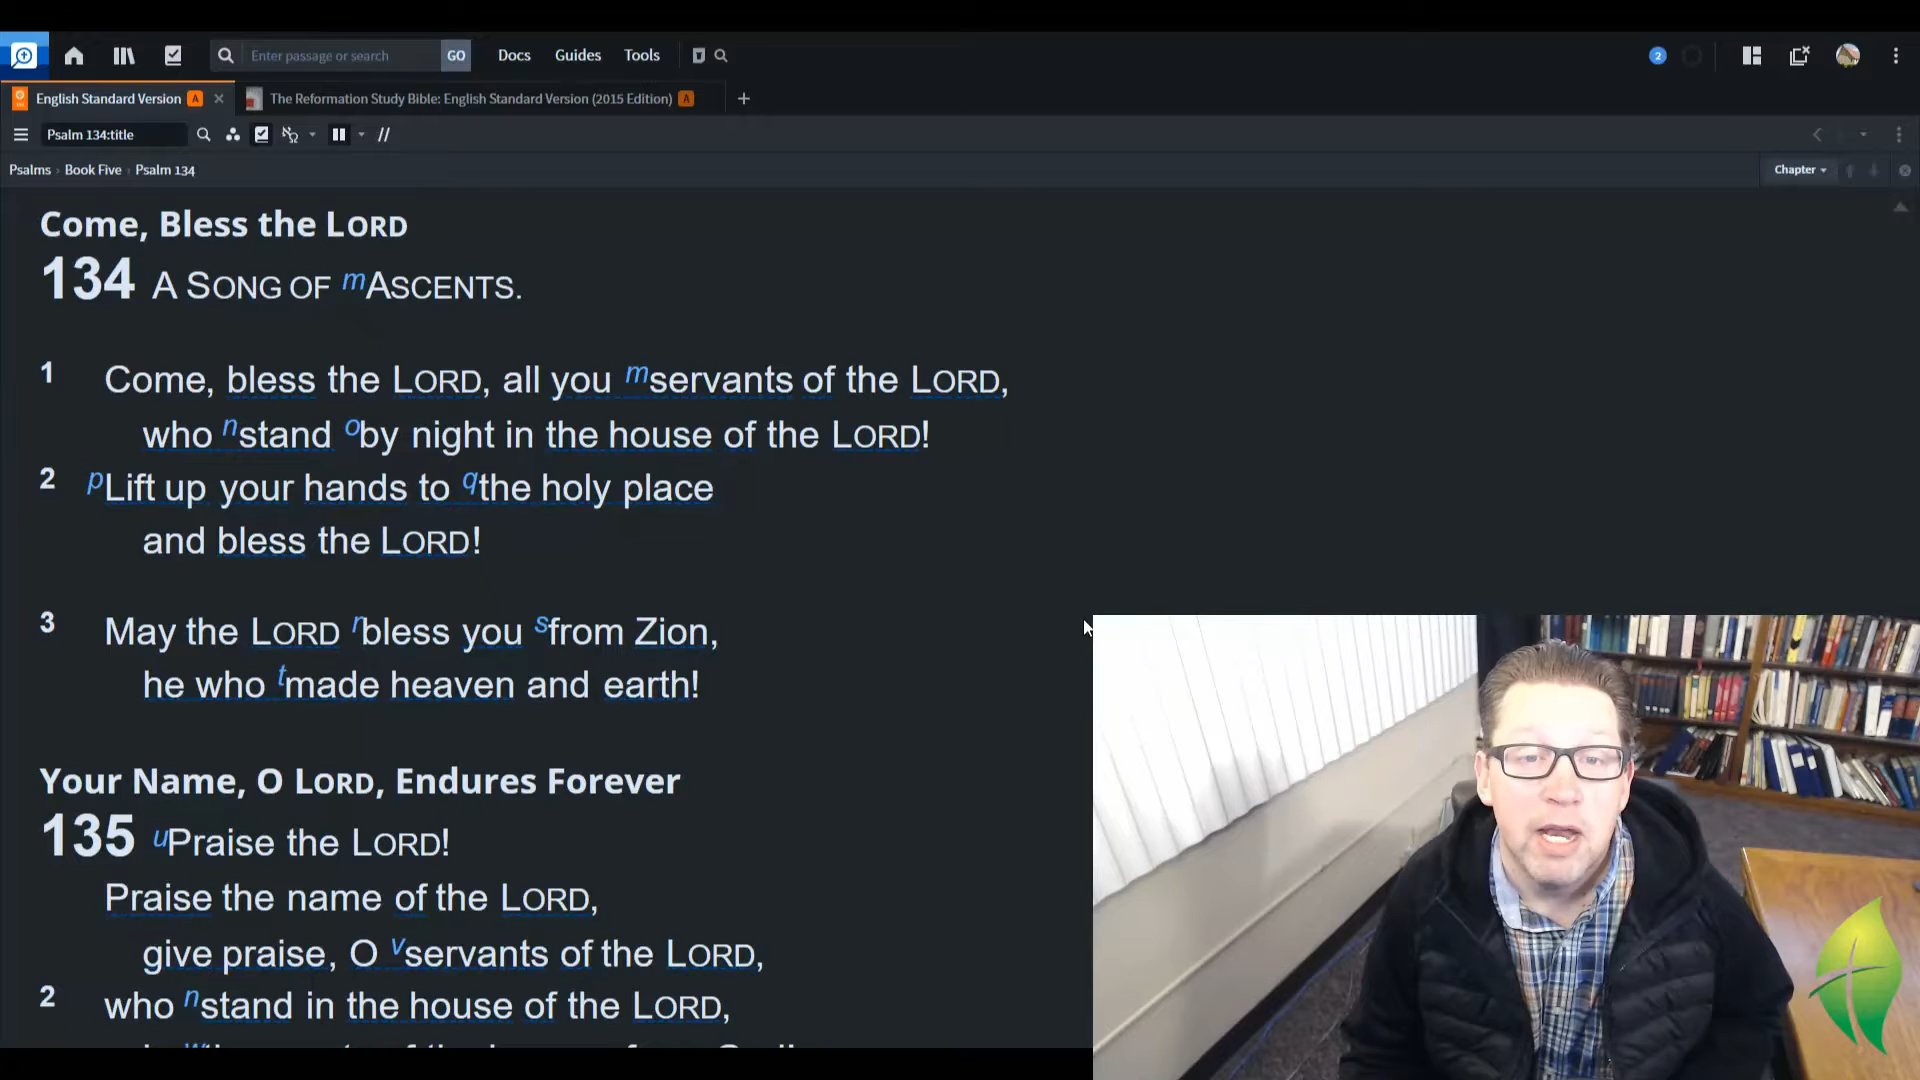 Enter passage or search GO Docs Guides Tools 2
English Standard Version A The Reformation Study Bible: English Standard Version (2015 Edition) A
Psalm 134:title
Psalms › Book Five › Psalm 134 Chapter
Come, Bless the LORD
134 A SONG OF mASCENTS.
1 Come, bless the LORD, all you mservants of the LORD,
who nstand oby night in the house of the LORD!
2 pLift up your hands to qthe holy place
and bless the LORD!
3 May the LORD rbless you sfrom Zion,
he who tmade heaven and earth!
Your Name, O LORD, Endures Forever
135 uPraise the LORD!
Praise the name of the LORD,
give praise, O vservants of the LORD,
2 who nstand in the house of the LORD,